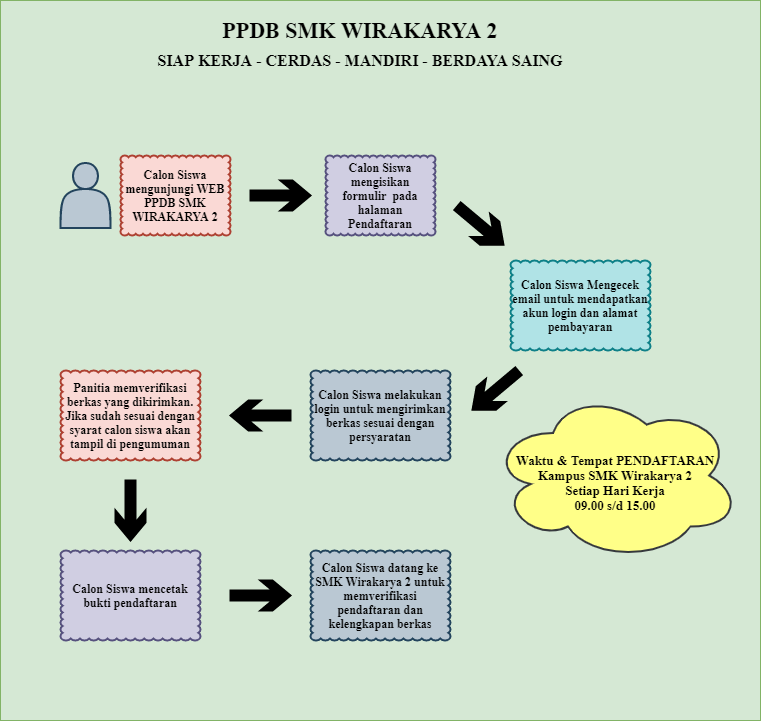 PPDB SMK WIRAKARYA 2
SIAP KERJA - CERDAS - MANDIRI - BERDAYA SAING
Calon Siswa
mengunjungi WEB
PPDB SMK
WIRAKARYA 2
Calon Siswa
mengisikan
formulir pada
halaman
Pendaftaran
Calon Siswa Mengecek
email untuk mendapatkan
akun login dan alamat
pembayaran
Calon Siswa melakukan
login untuk mengirimkan
berkas sesuai dengan
persyaratan
Panitia memverifikasi
berkas yang dikirimkan.
Jika sudah sesuai dengan
syarat calon siswa akan
tampil di pengumuman
Waktu & Tempat PENDAFTARAN
Kampus SMK Wirakarya 2
Setiap Hari Kerja
09.00 s/d 15.00
Calon Siswa mencetak
bukti pendaftaran
Calon Siswa datang ke
SMK Wirakarya 2 untuk
memverifikasi
pendaftaran dan
kelengkapan berkas